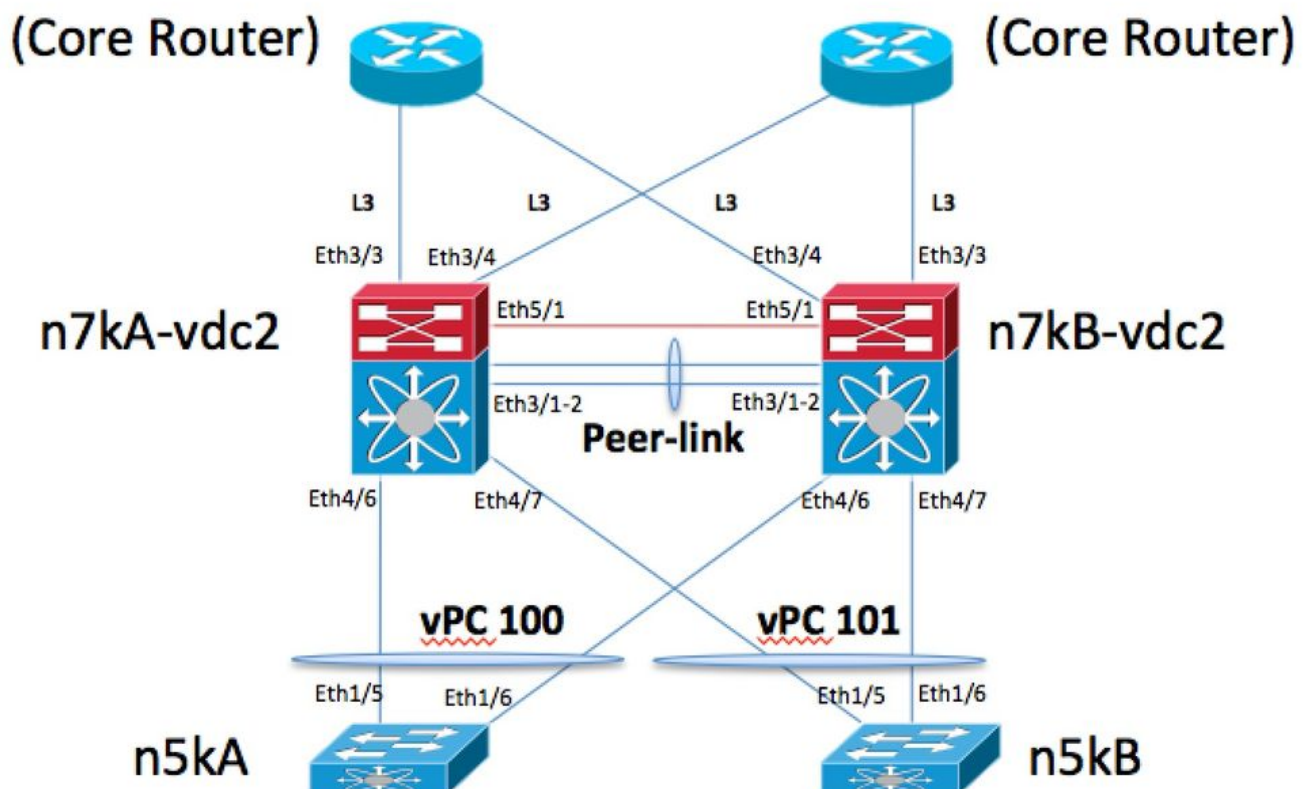 (Core Router)
(Core Router)
L3
L3
L3
L3
Eth3/3
Eth3/4
Eth3/4
Eth3/3
n7kA-vdc2
Eth5/1
Eth5/1
n7kB-vdc2
Eth3/1-2
Eth3/1-2
Peer-link
Eth4/6
Eth4/7
Eth4/6
Eth4/7
vPC 100
vPC 101
Eth1/5
Eth1/6
Eth1/5
Eth1/6
n5kA
n5kB